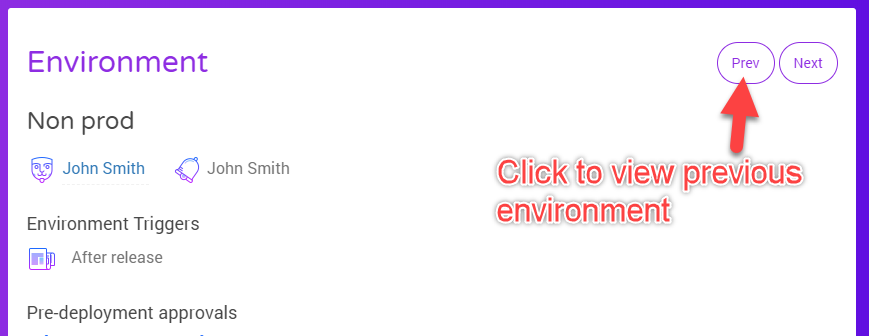 Environment
Prev
Next
Non prod
John Smith
John Smith
Click to view previous
environment
Environment Triggers
After release
Pre-deployment approvals